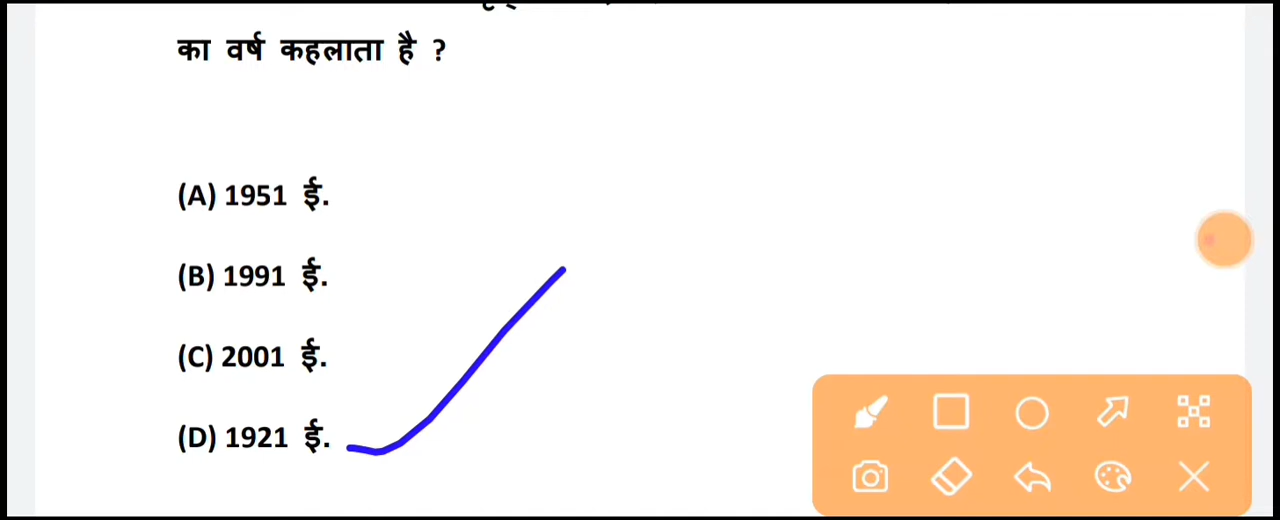 का वर्ष कहलाता है ?
(A) 1951 ई.
(B) 1991 ई.
(C) 2001 ई.
(D) 1921 ई.